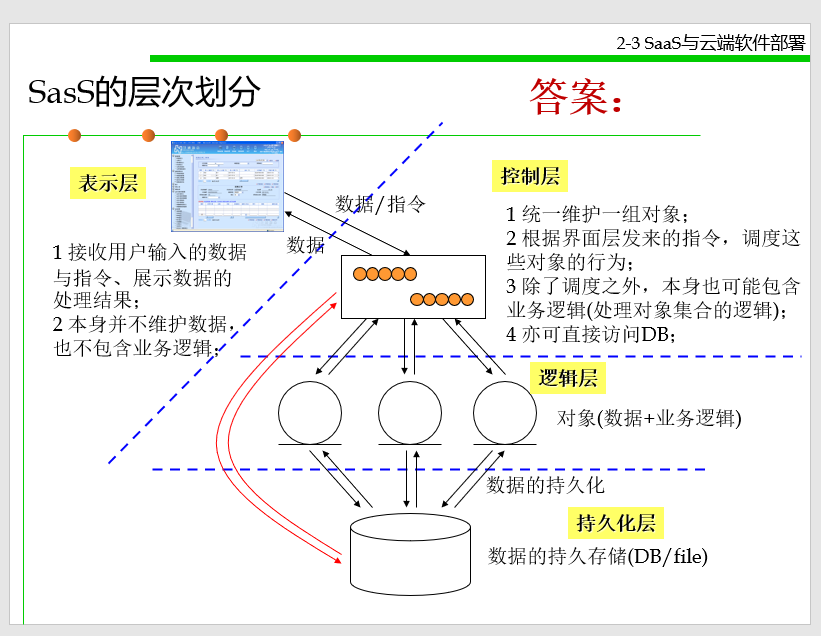 2-3 SaaS与云端软件部署
SasS的层次划分
答案：
表示层
控制层
数据/指令
数据
1 接收用户输入的数据
与指令、展示数据的
处理结果；
2 本身并不维护数据，
也不包含业务逻辑；
1 统一维护一组对象；
2 根据界面层发来的指令，调度这
些对象的行为；
3 除了调度之外，本身也可能包含
业务逻辑(处理对象集合的逻辑)；
4 亦可直接访问DB；
逻辑层
对象(数据+业务逻辑)
数据的持久化
持久化层
数据的持久存储(DB/file)